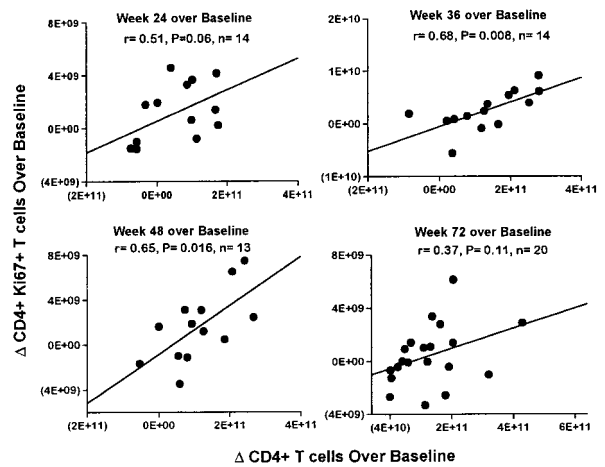 Week 24 over Baseline
r= 0.51, P=0.06, n= 14
8E+09
4E+09
0E+00
(4E+09)
(2E+11) 0E+00 2E+11 4E+11
Week 36 over Baseline
r= 0.68, P= 0.008, n= 14
2E+10
1E+10
0E+00
(1E+10)
(2E+11) 0E+00 2E+11 4E+11
Week 48 over Baseline
r= 0.65, P= 0.016, n= 13
8E+09
4E+09
0E+00
(4E+09)
(2E+11) 0E+00 2E+11 4E+11
Week 72 over Baseline
r= 0.37, P= 0.11, n= 20
8E+09
4E+09
0E+00
(4E+09)
(4E+10) 2E+11 4E+11 6E+11
Δ CD4+ Ki67+ T cells Over Baseline
Δ CD4+ T cells Over Baseline